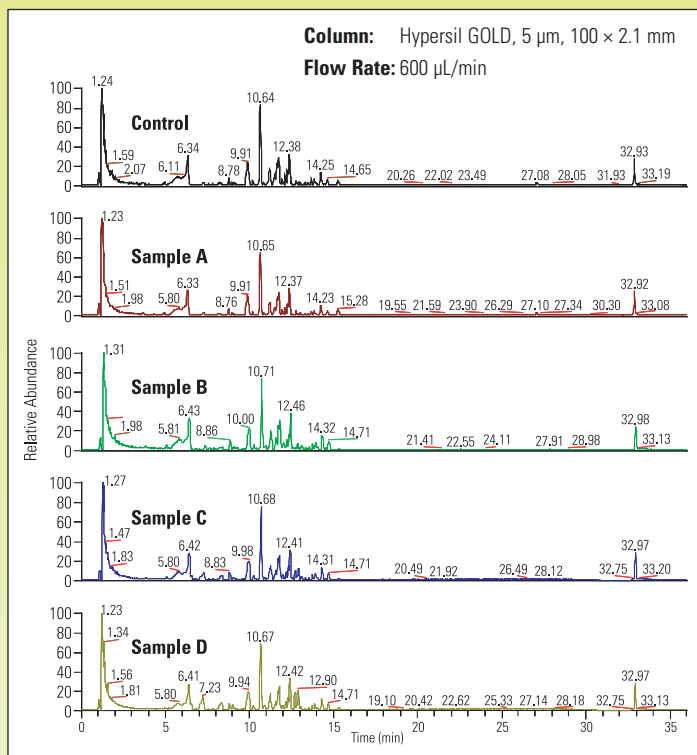 Column: Hypersil GOLD, 5 µm, 100 × 2.1 mm
Flow Rate: 600 µL/min
Relative Abundance
Control
1.24 1.59 2.07 6.11 6.34 8.78 9.91 10.64 12.38 14.25 14.65 20.26 22.02 23.49 27.08 28.05 31.93 32.93 33.19
100
80
60
40
20
0
Sample A
1.23 1.51 1.98 5.80 6.33 8.76 9.91 10.65 12.37 14.23 15.28 19.55 21.59 23.90 26.29 27.10 27.34 30.30 32.92 33.08
100
80
60
40
20
0
Sample B
1.31 1.98 5.81 6.43 8.86 10.00 10.71 12.46 14.32 14.71 21.41 22.55 24.11 27.91 28.98 32.98 33.13
100
80
60
40
20
0
Sample C
1.27 1.47 1.83 5.80 6.42 8.83 9.98 10.68 12.41 14.31 14.71 20.49 21.92 26.49 28.12 32.75 32.97 33.20
100
80
60
40
20
0
Sample D
1.23 1.34 1.56 1.81 5.80 6.41 7.23 9.94 10.67 12.42 12.90 14.71 19.10 20.42 22.62 25.33 27.14 28.18 32.75 32.97 33.13
100
80
60
40
20
0
0 5 10 15 20 25 30 35
Time (min)